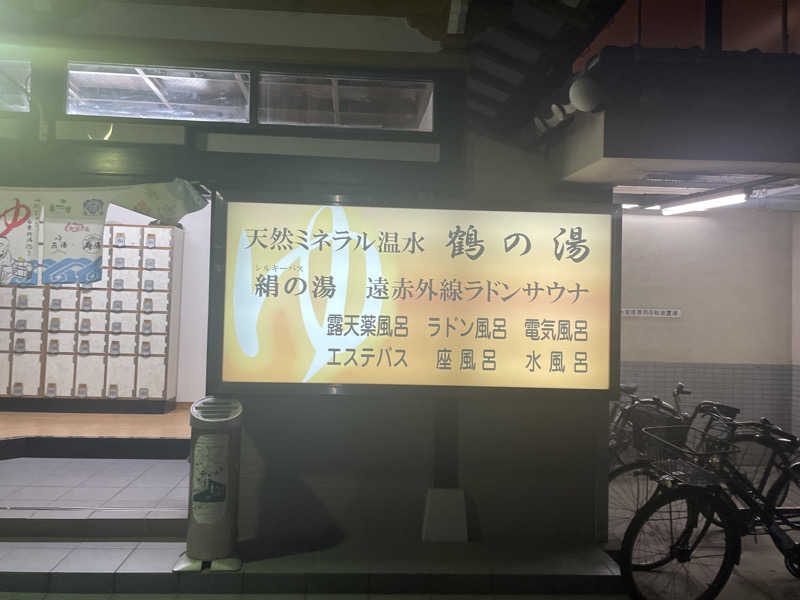 天然ミネラル温水 鶴の湯
シルキーバス
絹の湯 遠赤外線ラドンサウナ
露天薬風呂 ラドン風呂 電気風呂
エステバス 座風呂 水風呂
ゆ
ゆ